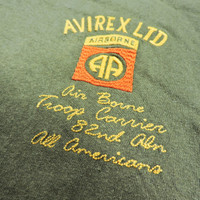 AVIREX LTD
AIRBORNE
AA
Air Borne
Troop Carrier
82nd Abn
All Americans